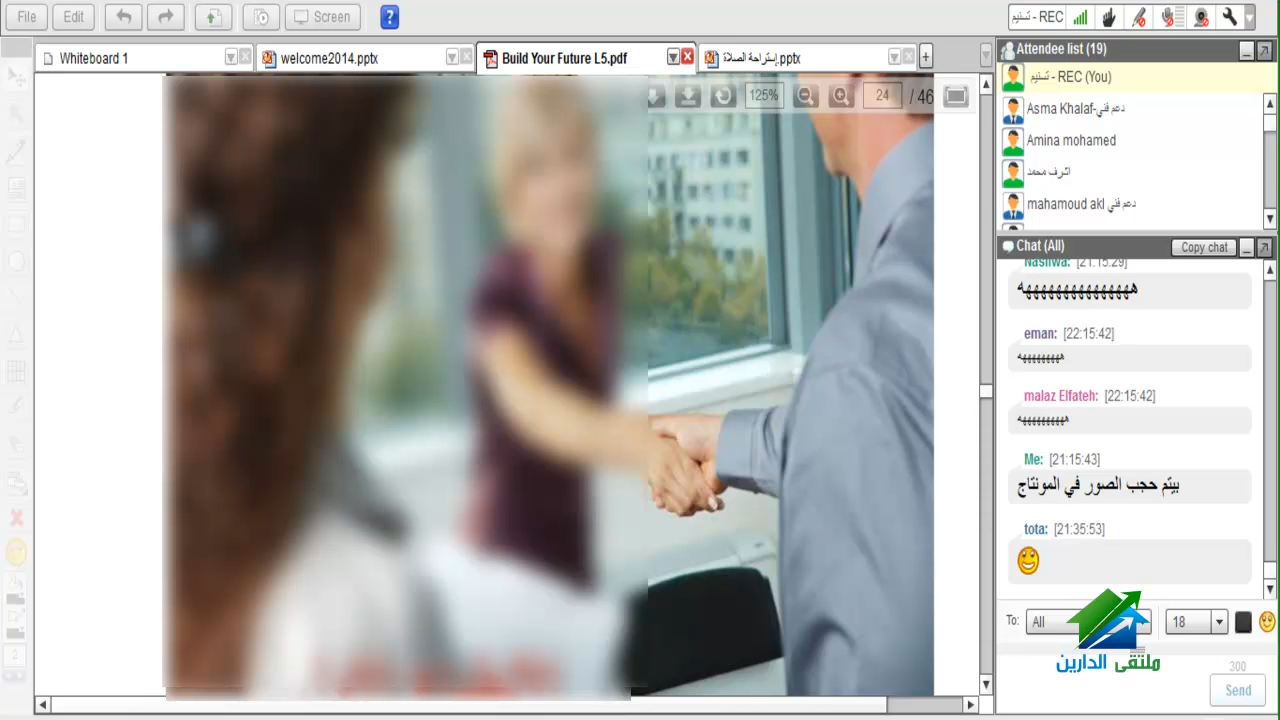 File
Edit
Screen
?
تسنيم - REC
Whiteboard 1
welcome2014.pptx
Build Your Future L5.pdf
إستراحة الصلاة.pptx
+
125%
24
/ 46
Attendee list (19)
تسنيم - REC (You)
Asma Khalaf-دعم فني
Amina mohamed
اشرف محمد
mahamoud akl دعم فني
Chat (All)
Copy chat
Nashwa: [21:15:29]
هههههههههههههه
eman: [22:15:42]
ههههههههه
malaz Elfateh: [22:15:42]
ههههههههه
Me: [21:15:43]
بيتم حجب الصور في المونتاج
tota: [21:35:53]
To:
All
18
ملتقى الدارين
300
Send
2